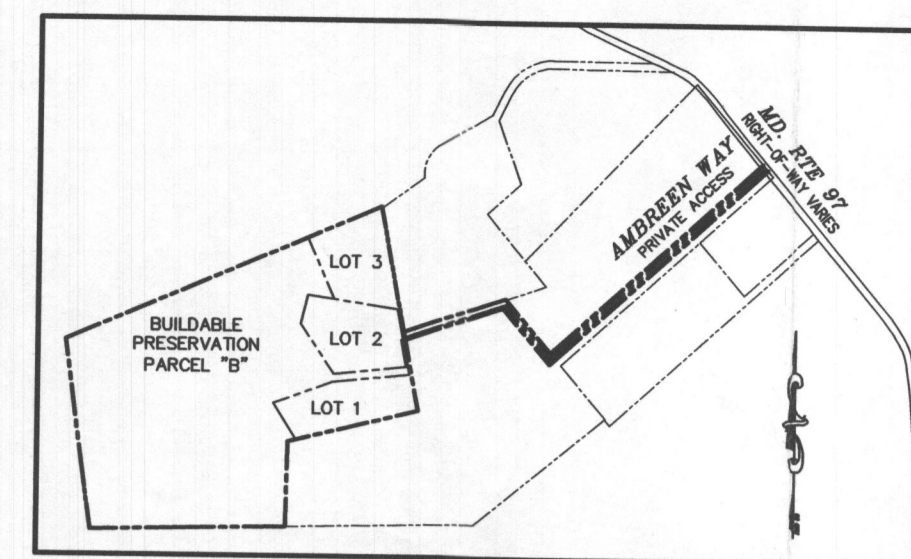 MD. RTE 97
RIGHT-OF-WAY VARIES
AMBREEN WAY
PRIVATE ACCESS
LOT 3
BUILDABLE
PRESERVATION
PARCEL "B"
LOT 2
LOT 1